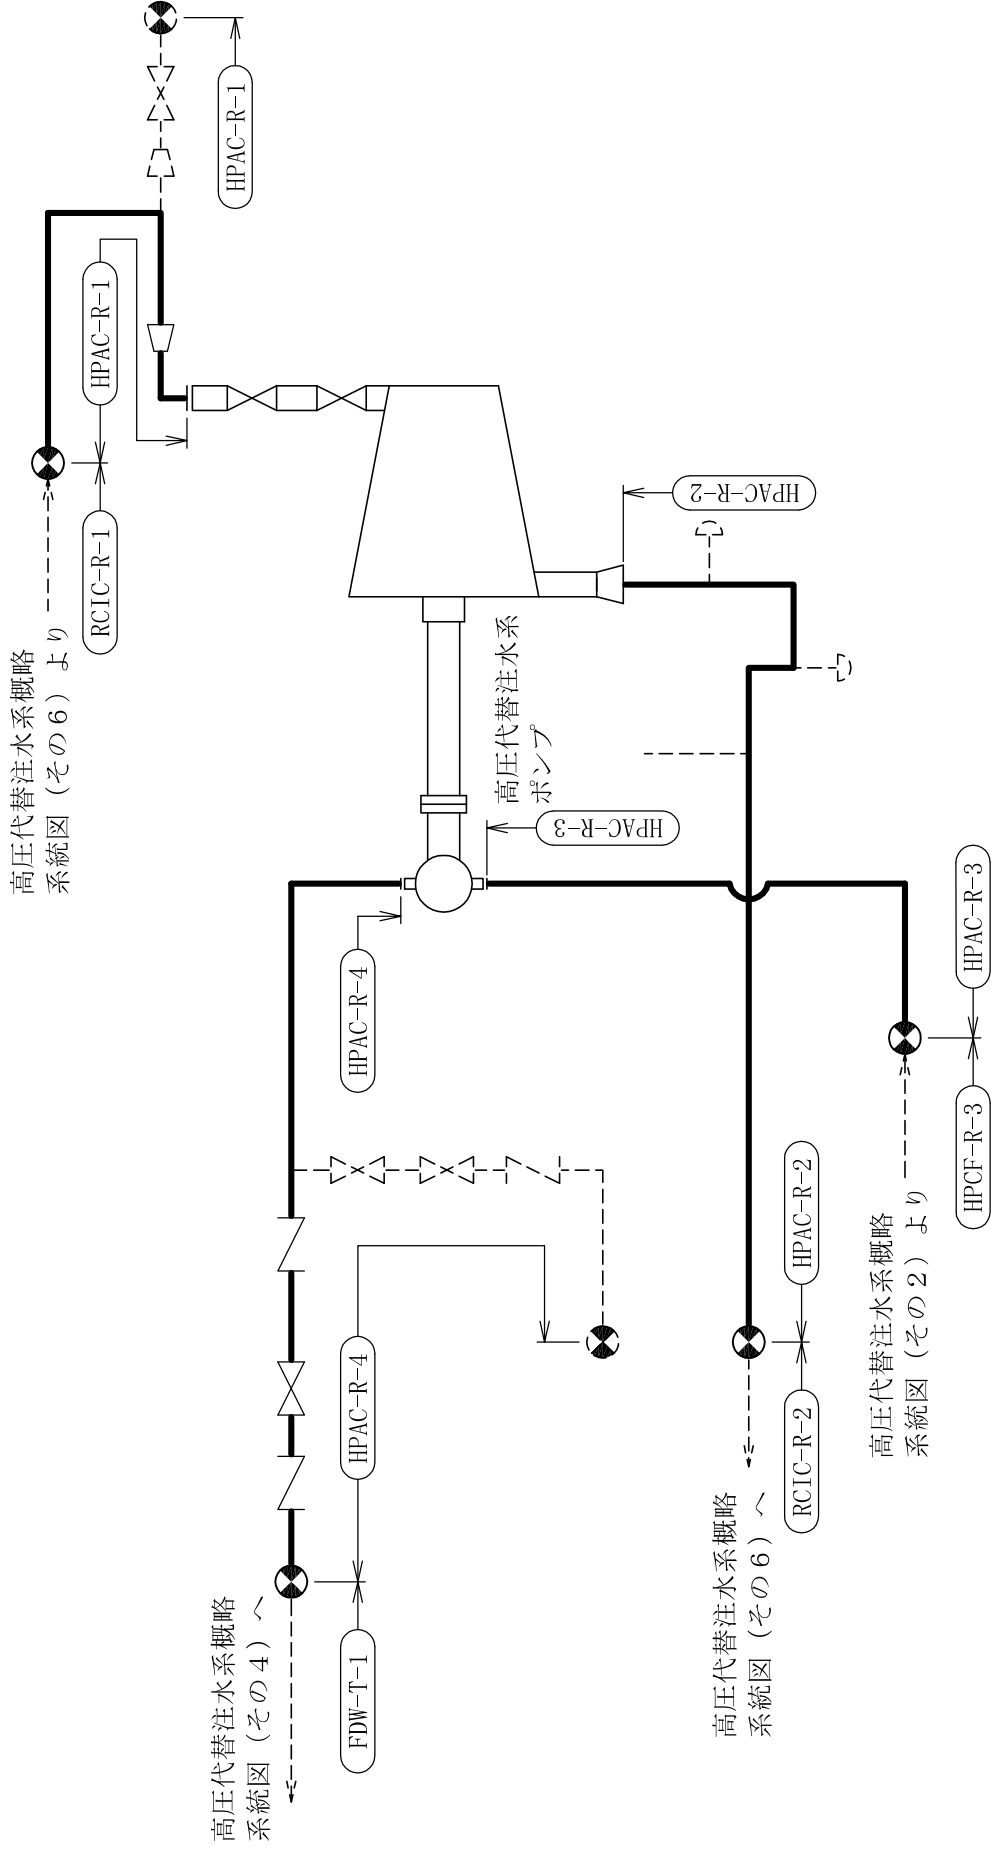 高圧代替注水系概略
系統図（その６）より
RCIC-R-1
HPAC-R-1
HPAC-R-1
高圧代替注水系
ポンプ
HPAC-R-2
HPAC-R-3
HPAC-R-4
高圧代替注水系概略
系統図（その４）へ
FDW-T-1
HPAC-R-4
高圧代替注水系概略
系統図（その６）へ
RCIC-R-2
HPAC-R-2
高圧代替注水系概略
系統図（その２）より
HPCF-R-3
HPAC-R-3